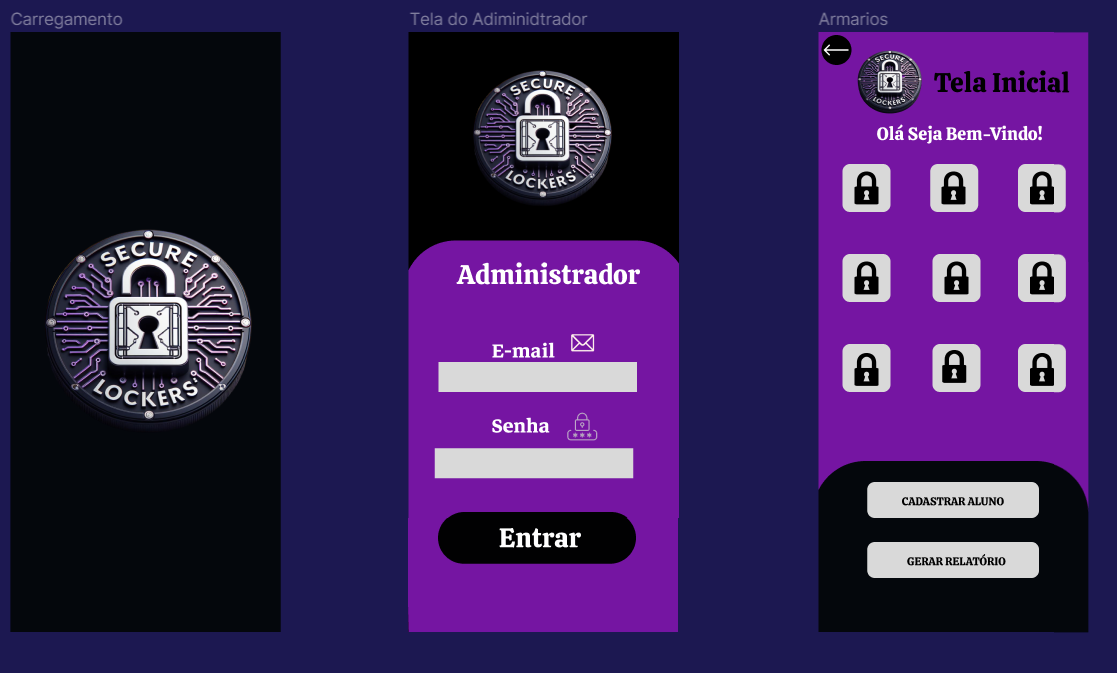 Carregamento
SECURE
LOCKERS
Tela do Adiminidtrador
SECURE
LOCKERS
Administrador
E-mail
Senha
***
Entrar
Armarios
SECURE
LOCKERS
Tela Inicial
Olá Seja Bem-Vindo!
CADASTRAR ALUNO
GERAR RELATÓRIO